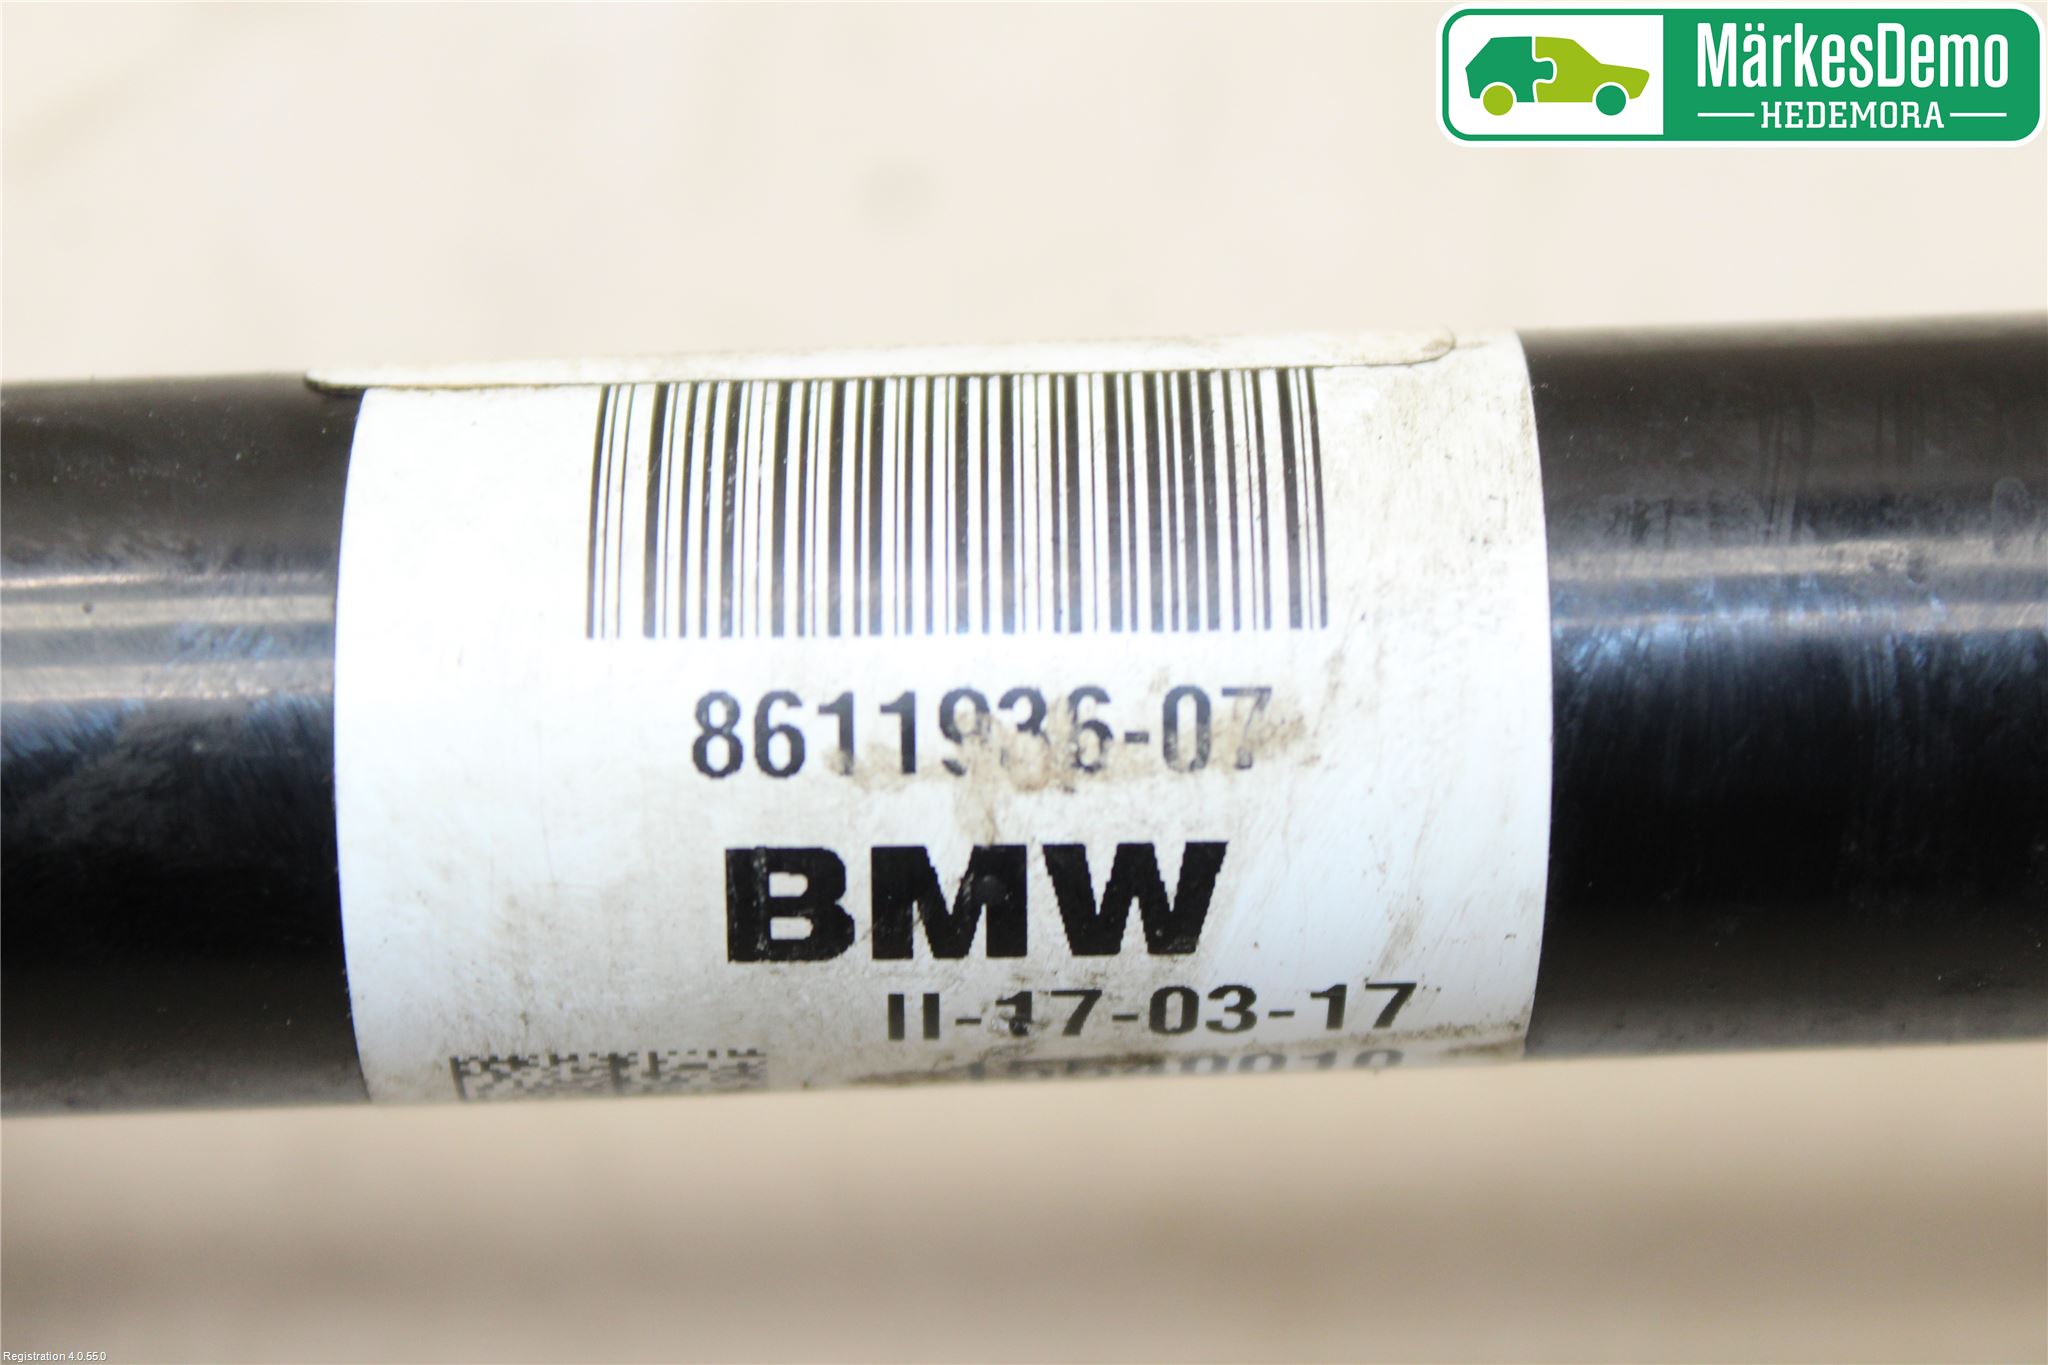 MärkesDemo
HEDEMORA
8611936-07
BMW
II-17-03-17
Registration 4.0.55.0